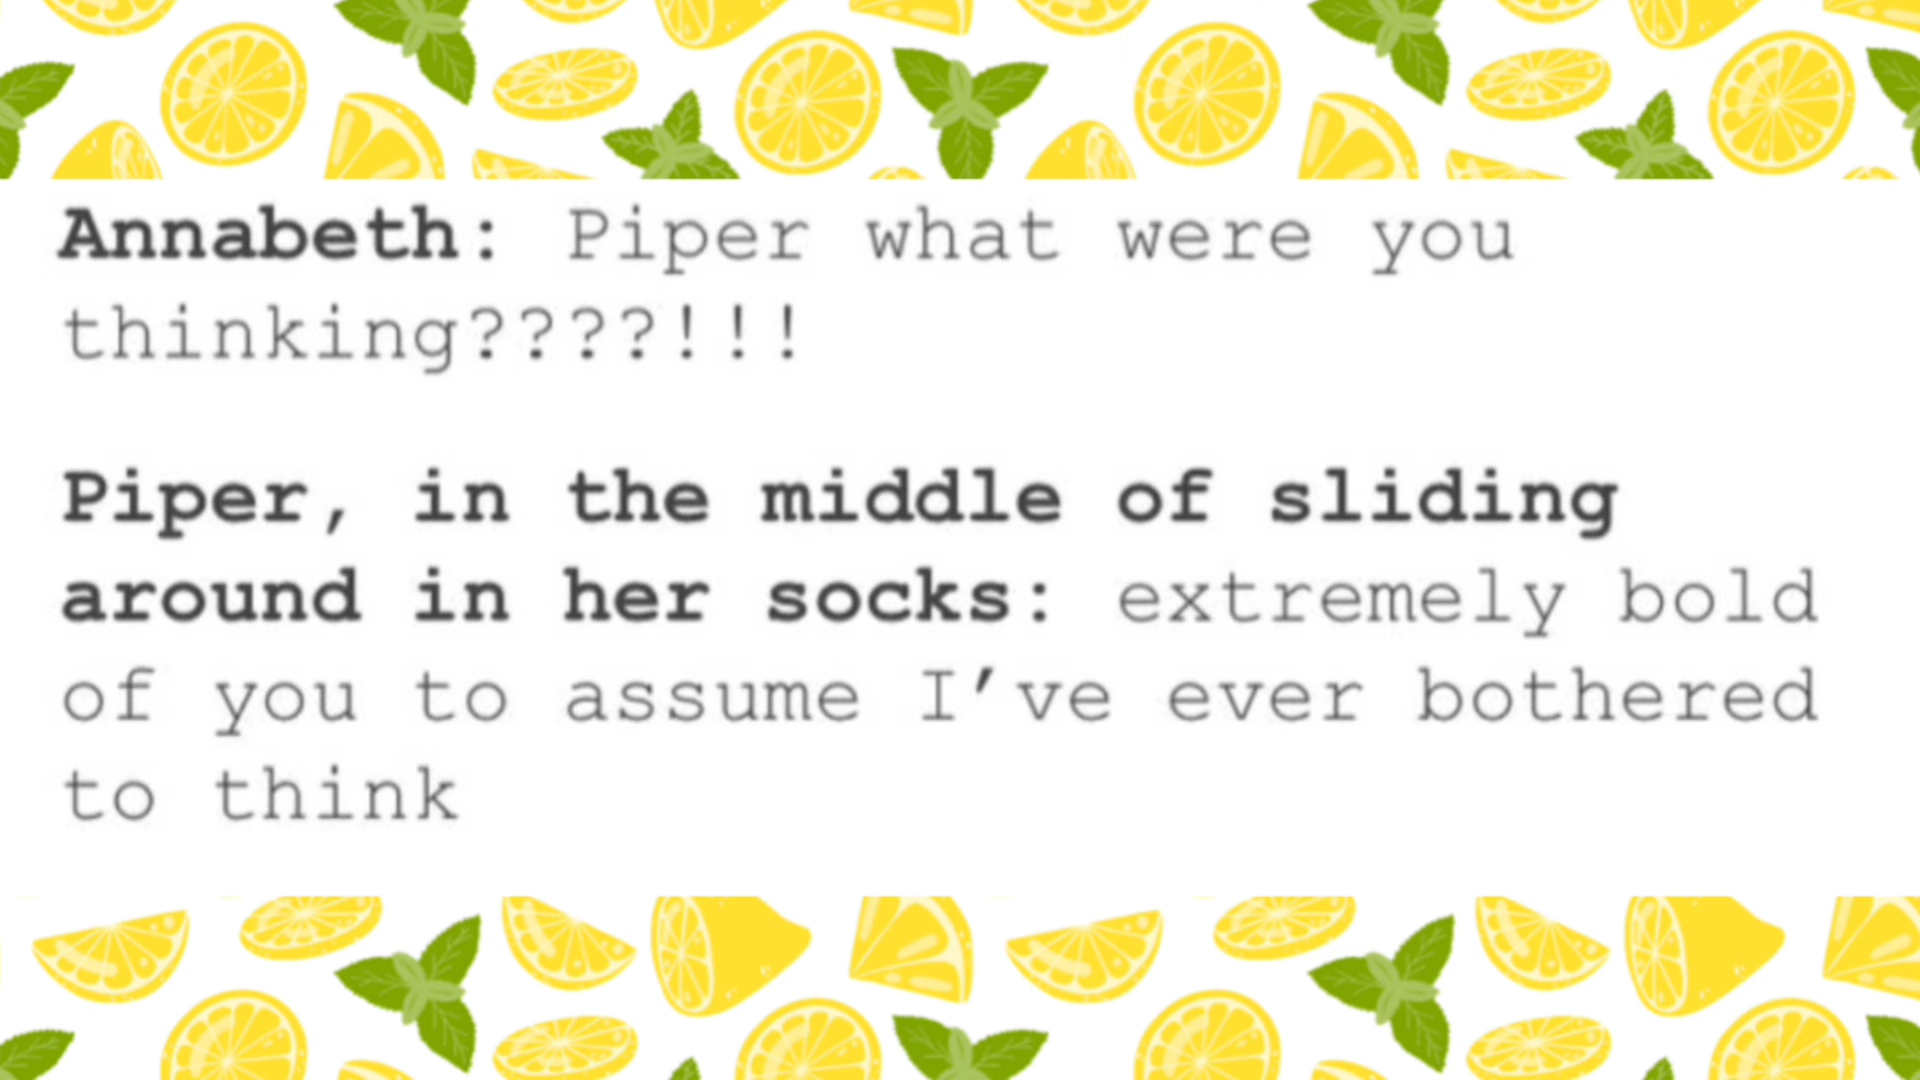 Annabeth: Piper what were you
thinking????!!!
Piper, in the middle of sliding
around in her socks: extremely bold
of you to assume I’ve ever bothered
to think